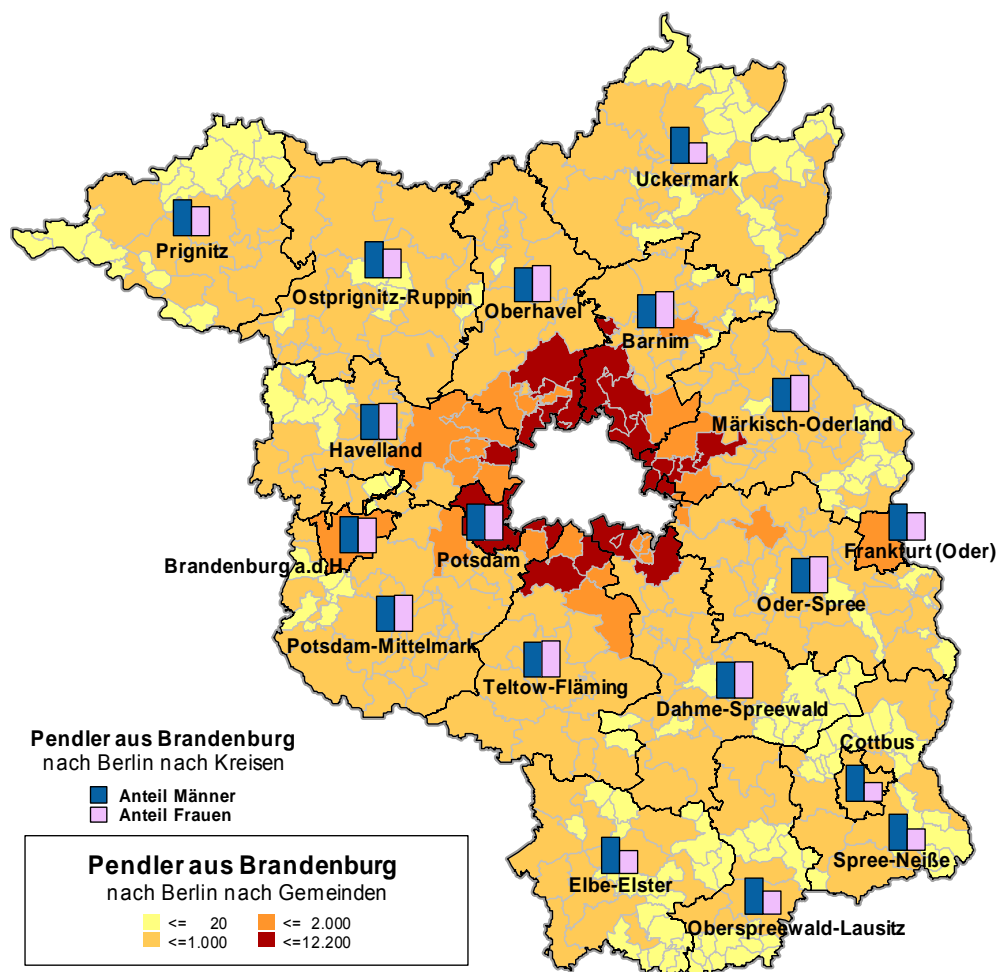 Uckermark
Prignitz
Ostprignitz-Ruppin
Oberhavel
Barnim
Havelland
Märkisch-Oderland
Brandenburg a.d.H
Potsdam
Frankfurt (Oder)
Oder-Spree
Potsdam-Mittelmark
Teltow-Fläming
Dahme-Spreewald
Cottbus
Spree-Neiße
Elbe-Elster
Oberspreewald-Lausitz
Pendler aus Brandenburg
nach Berlin nach Kreisen
Anteil Männer
Anteil Frauen
Pendler aus Brandenburg
nach Berlin nach Gemeinden
<= 20 <= 2.000
<=1.000 <=12.200